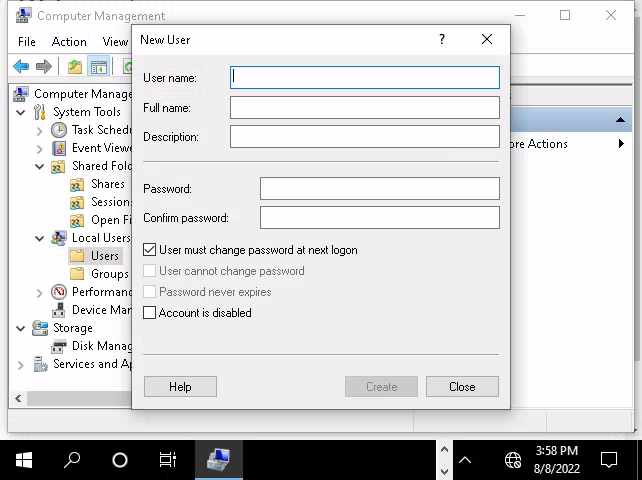 Computer Management
File Action View
New User
?
User name:
Full name:
Description:
Password:
Confirm password:
User must change password at next logon
User cannot change password
Password never expires
Account is disabled
Help Create Close
Computer Manage
System Tools
Task Schedu
Event Viewe
Shared Fold
Shares
Session
Open Fi
Local Users
Users
Groups
Performanc
Device Man
Storage
Disk Manag
Services and Ap
ore Actions
3:58 PM
8/8/2022